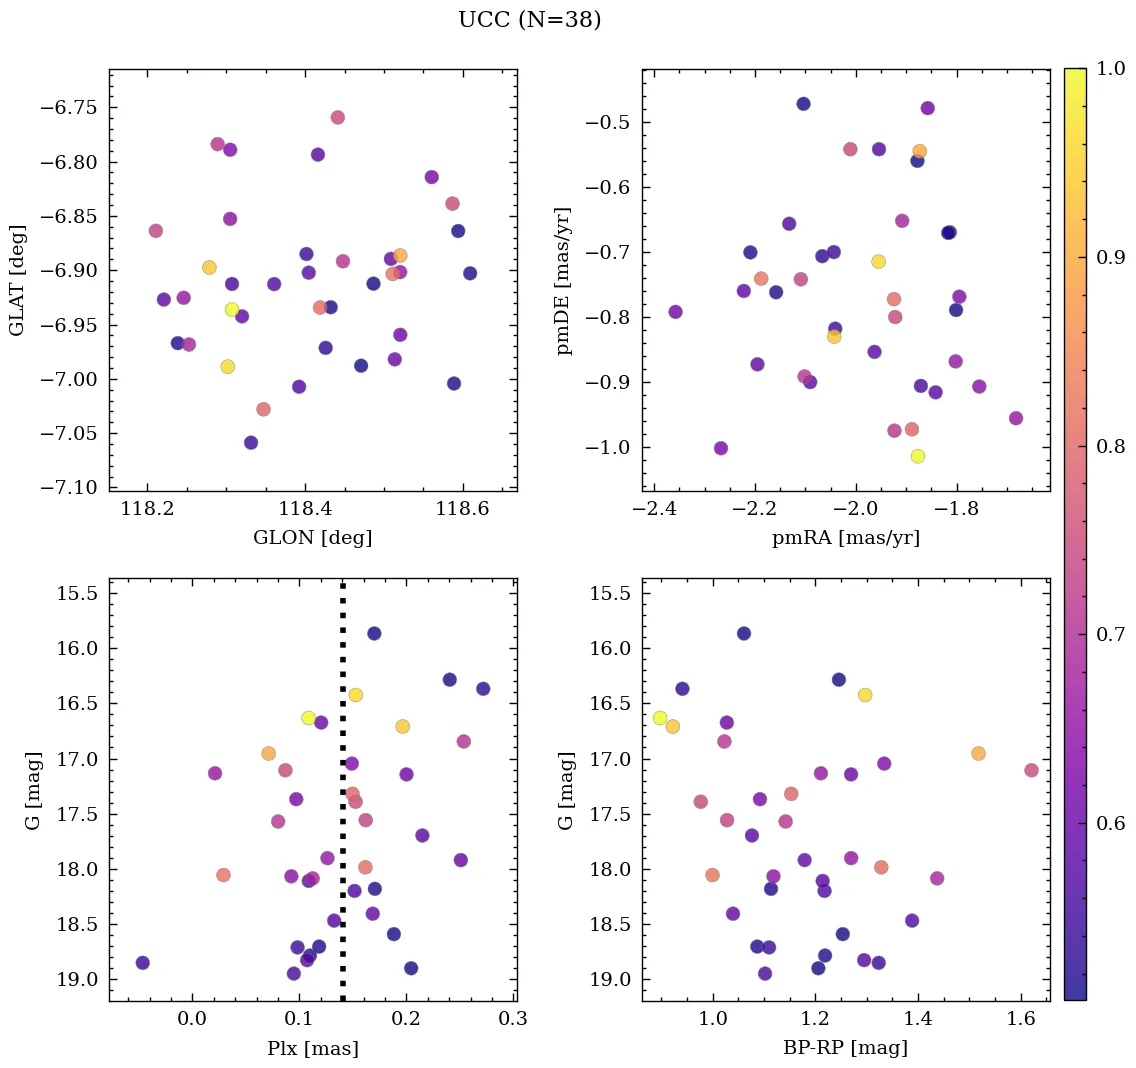 UCC (N=38)
−6.75
−6.80
−6.85
−6.90
−6.95
−7.00
−7.05
−7.10
GLAT [deg]
118.2 118.4 118.6
GLON [deg]
−0.5
−0.6
−0.7
−0.8
−0.9
−1.0
pmDE [mas/yr]
−2.4 −2.2 −2.0 −1.8
pmRA [mas/yr]
15.5
16.0
16.5
17.0
17.5
18.0
18.5
19.0
G [mag]
0.0 0.1 0.2 0.3
Plx [mas]
15.5
16.0
16.5
17.0
17.5
18.0
18.5
19.0
G [mag]
1.0 1.2 1.4 1.6
BP-RP [mag]
1.0
0.9
0.8
0.7
0.6